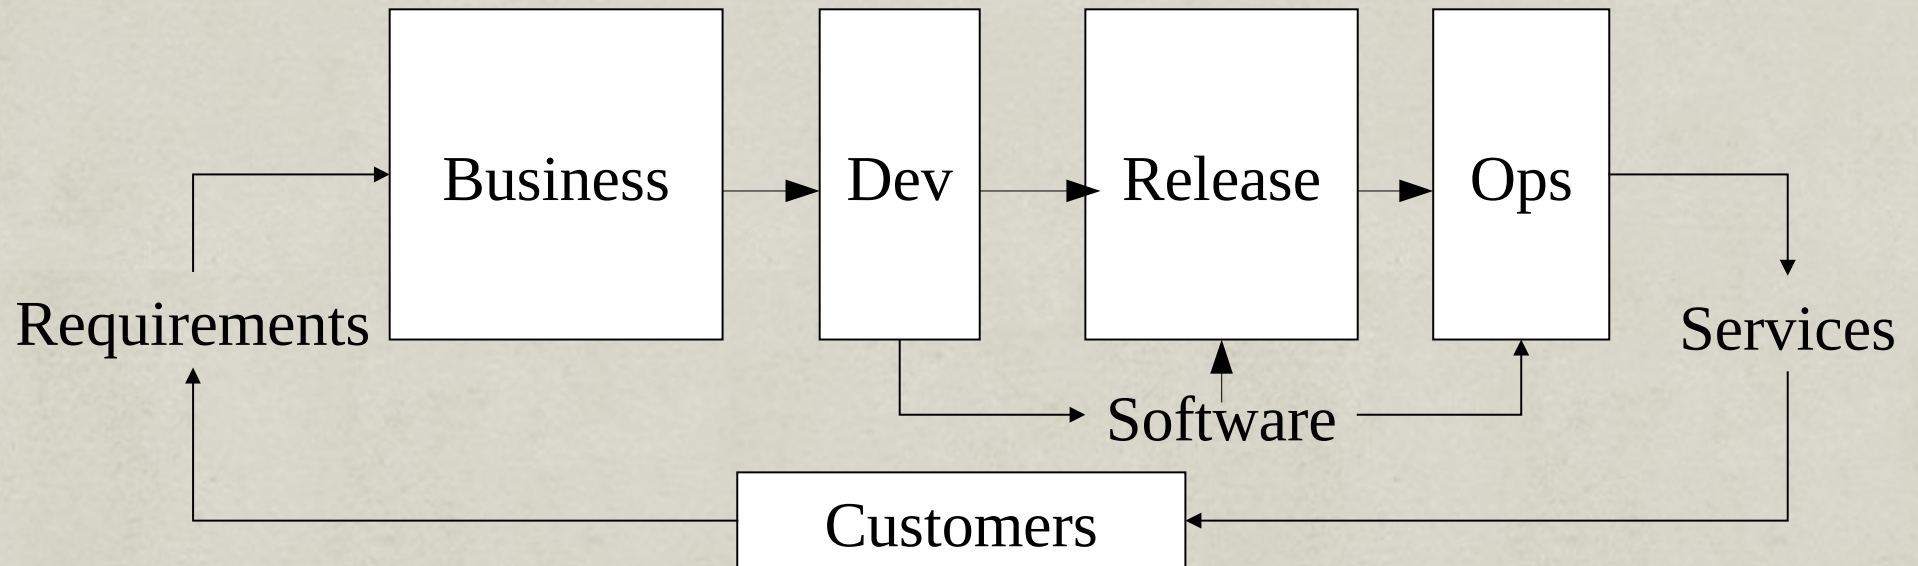 Business
Dev
Release
Ops
Requirements
Services
Software
Customers